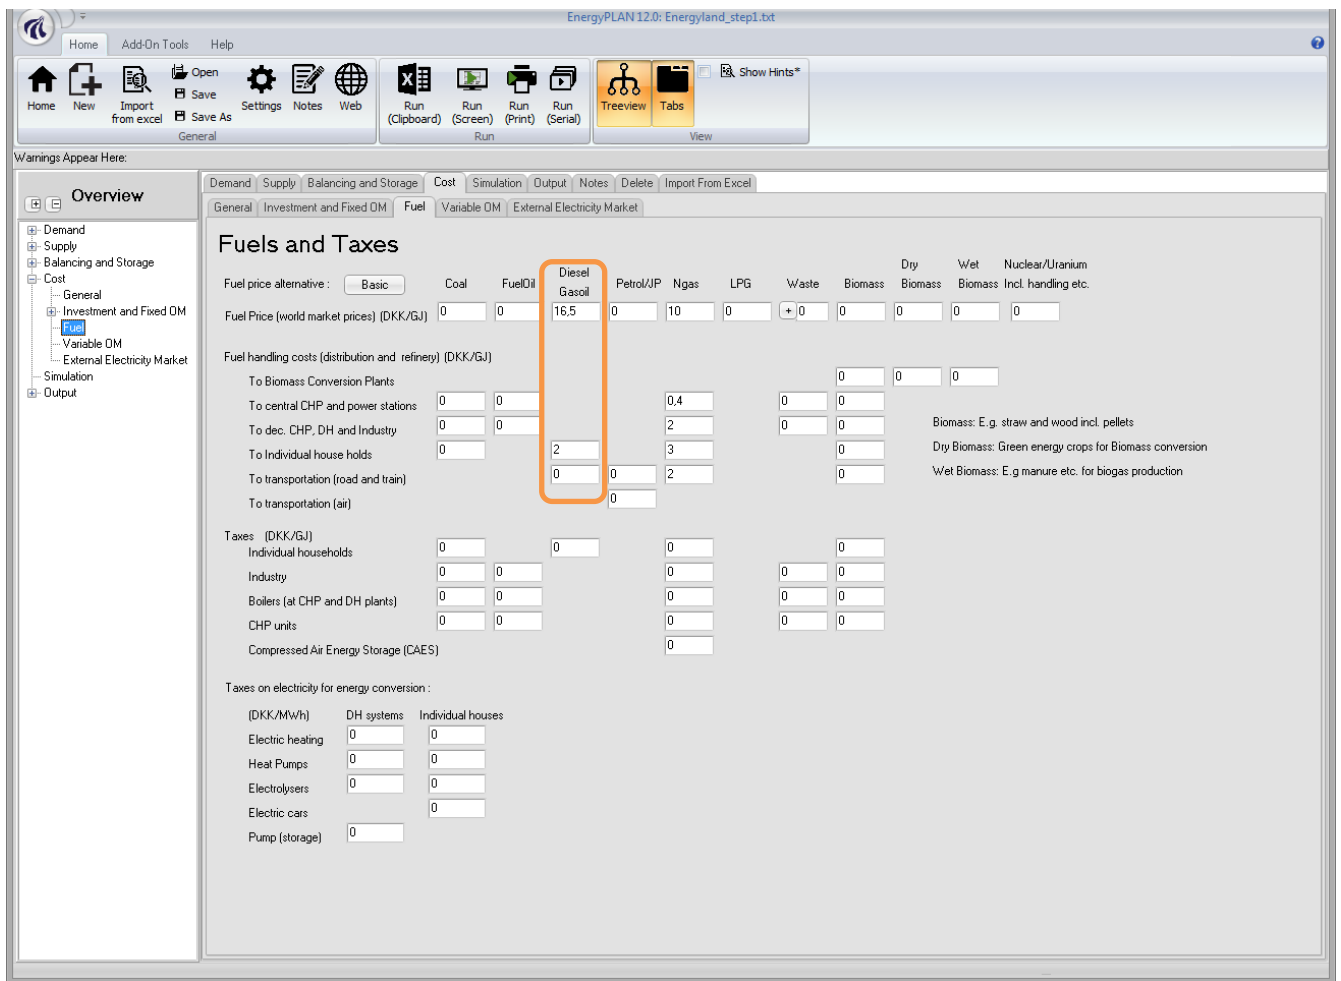 EnergyPLAN 12.0: Energyland_step1.txt
Home Add-On Tools Help
Home New Import from excel Open Save Save As Settings Notes Web Run (Clipboard) Run (Screen) Run (Print) Run (Serial) Treeview Tabs Show Hints*
General Run View
Warnings Appear Here:
Overview
Demand
Supply
Balancing and Storage
Cost
General
Investment and Fixed OM
Fuel
Variable OM
External Electricity Market
Simulation
Output
Demand Supply Balancing and Storage Cost Simulation Output Notes Delete Import From Excel
General Investment and Fixed OM Fuel Variable OM External Electricity Market
Fuels and Taxes
Fuel price alternative : Basic Coal FuelOil Diesel Gasoil Petrol/JP Ngas LPG Waste Biomass Dry Biomass Wet Biomass Nuclear/Uranium Incl. handling etc.
Fuel Price (world market prices) (DKK/GJ) 0 0 16,5 0 10 0 + 0 0 0 0 0
Fuel handling costs (distribution and refinery) (DKK/GJ)
To Biomass Conversion Plants 0 0 0
To central CHP and power stations 0 0 0,4 0 0
To dec. CHP, DH and Industry 0 0 2 0 0
To Individual house holds 0 2 3 0
To transportation (road and train) 0 0 2 0
To transportation (air) 0
Biomass: E.g. straw and wood incl. pellets
Dry Biomass: Green energy crops for Biomass conversion
Wet Biomass: E.g manure etc. for biogas production
Taxes (DKK/GJ)
Individual households 0 0 0 0
Industry 0 0 0 0 0
Boilers (at CHP and DH plants) 0 0 0 0 0
CHP units 0 0 0 0 0
Compressed Air Energy Storage (CAES) 0
Taxes on electricity for energy conversion :
(DKK/MWh) DH systems Individual houses
Electric heating 0 0
Heat Pumps 0 0
Electrolysers 0 0
Electric cars 0
Pump (storage) 0